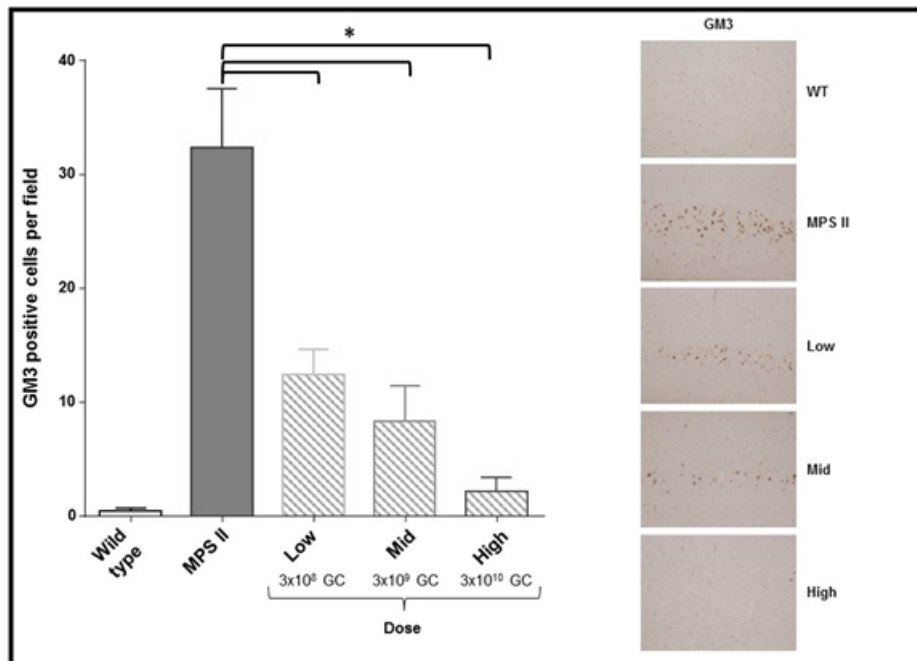 *
40
30
20
10
0
GM3 positive cells per field
Wild
type
MPS II
Low
Mid
High
3x10⁸ GC
3x10⁹ GC
3x10¹⁰ GC
Dose
GM3
WT
MPS II
Low
Mid
High